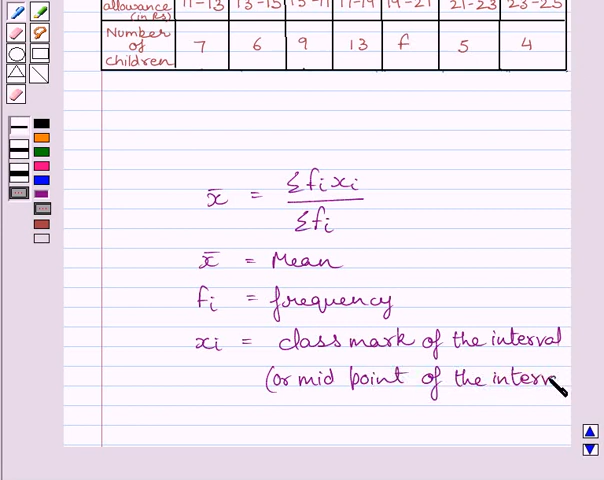 allowance 11-13 13-15 15-17 17-19 19-21 21-23 23-25
(in Rs)
Number
of 7 6 9 13 f 5 4
children
x̄ = Σfixi
Σfi
x̄ = Mean
fi = frequency
xi = class mark of the interval
(or mid point of the interv